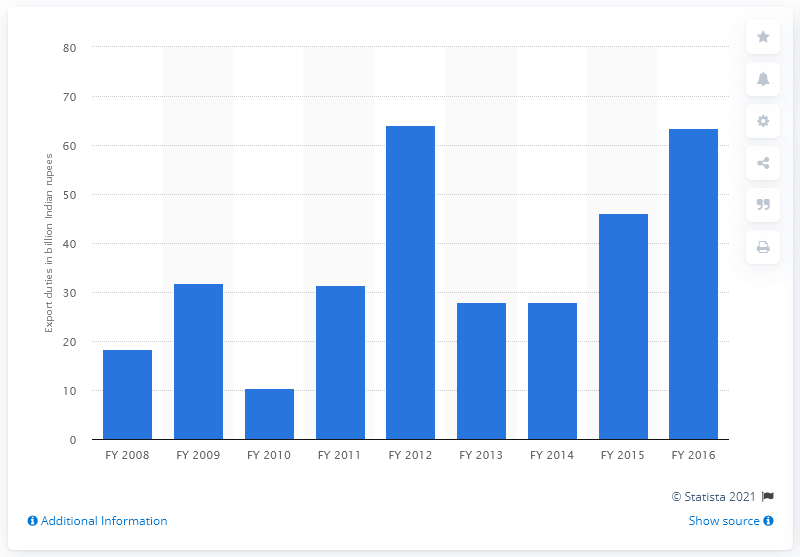 80
70
60
50
40
30
20
10
0
Export duties in billion Indian rupees
FY 2008 FY 2009 FY 2010 FY 2011 FY 2012 FY 2013 FY 2014 FY 2015 FY 2016
© Statista 2021
Additional Information
Show source